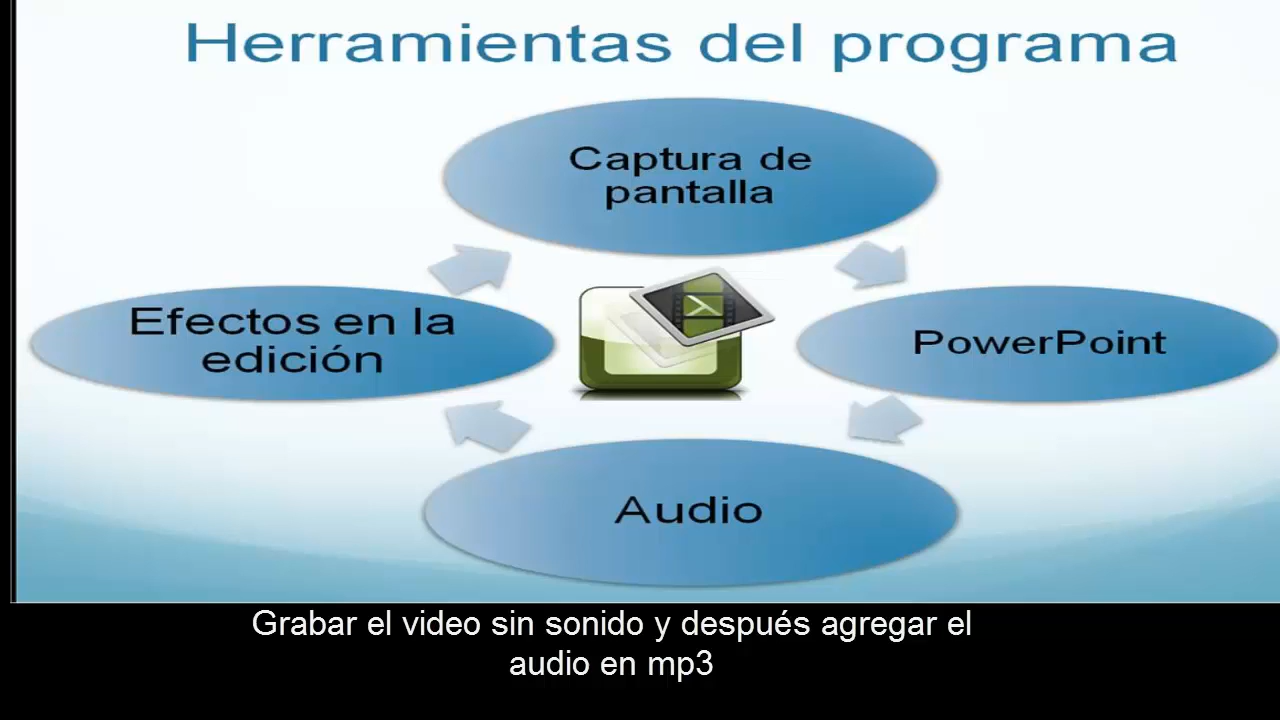 Herramientas del programa
Captura de
pantalla
Efectos en la
edición
PowerPoint
Audio
Grabar el video sin sonido y después agregar el
audio en mp3